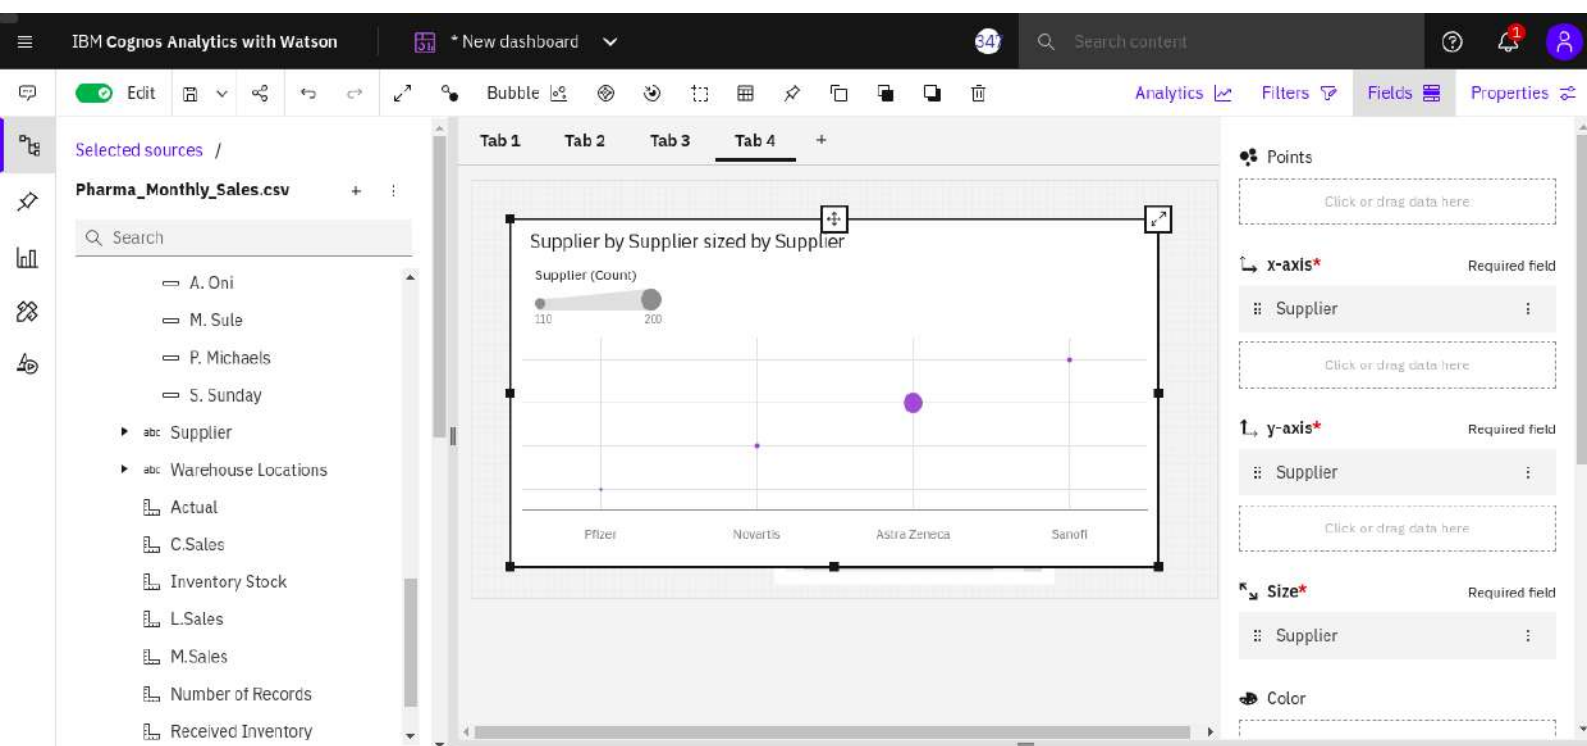 IBM Cognos Analytics with Watson
* New dashboard
347
Search content
1
Edit
Bubble
Analytics
Filters
Fields
Properties
Selected sources /
Pharma_Monthly_Sales.csv
Search
A. Oni
M. Sule
P. Michaels
S. Sunday
abc Supplier
abc Warehouse Locations
Actual
C.Sales
Inventory Stock
L.Sales
M.Sales
Number of Records
Received Inventory
Tab 1
Tab 2
Tab 3
Tab 4
+
Supplier by Supplier sized by Supplier
Supplier (Count)
110
200
Pfizer
Novartis
Astra Zeneca
Sanofi
Points
Click or drag data here
x-axis*
Required field
Supplier
Click or drag data here
y-axis*
Required field
Supplier
Click or drag data here
Size*
Required field
Supplier
Color